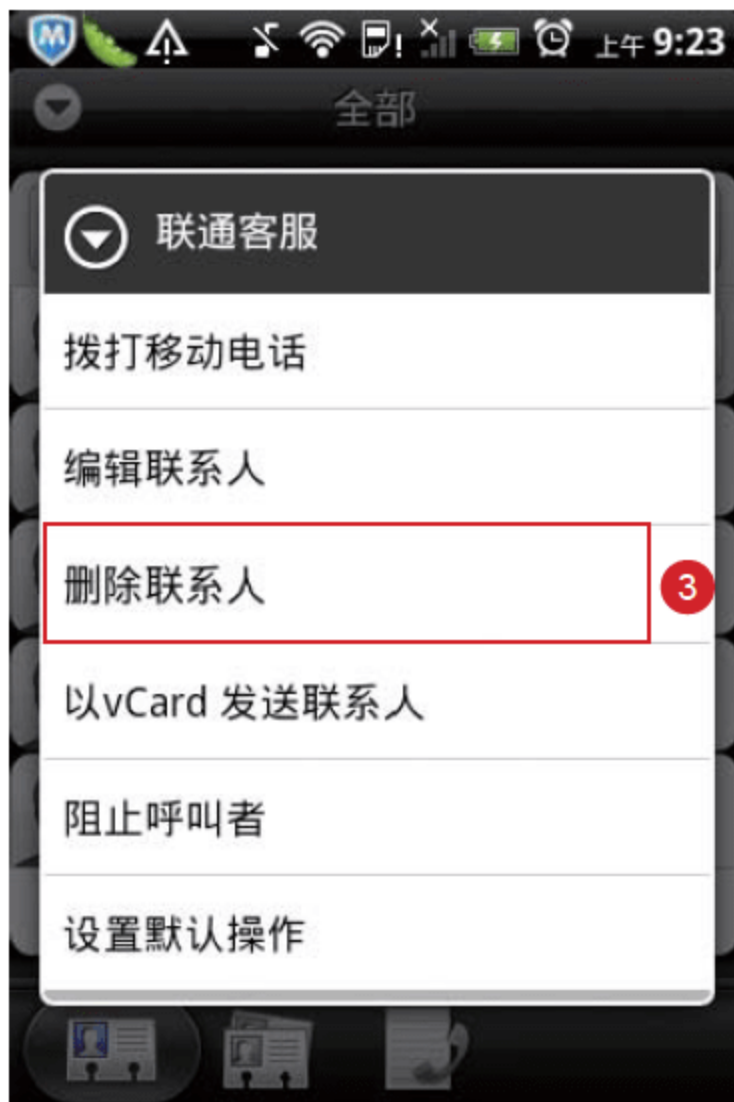 上午 9:23
全部
联通客服
拨打移动电话
编辑联系人
删除联系人
3
以vCard 发送联系人
阻止呼叫者
设置默认操作